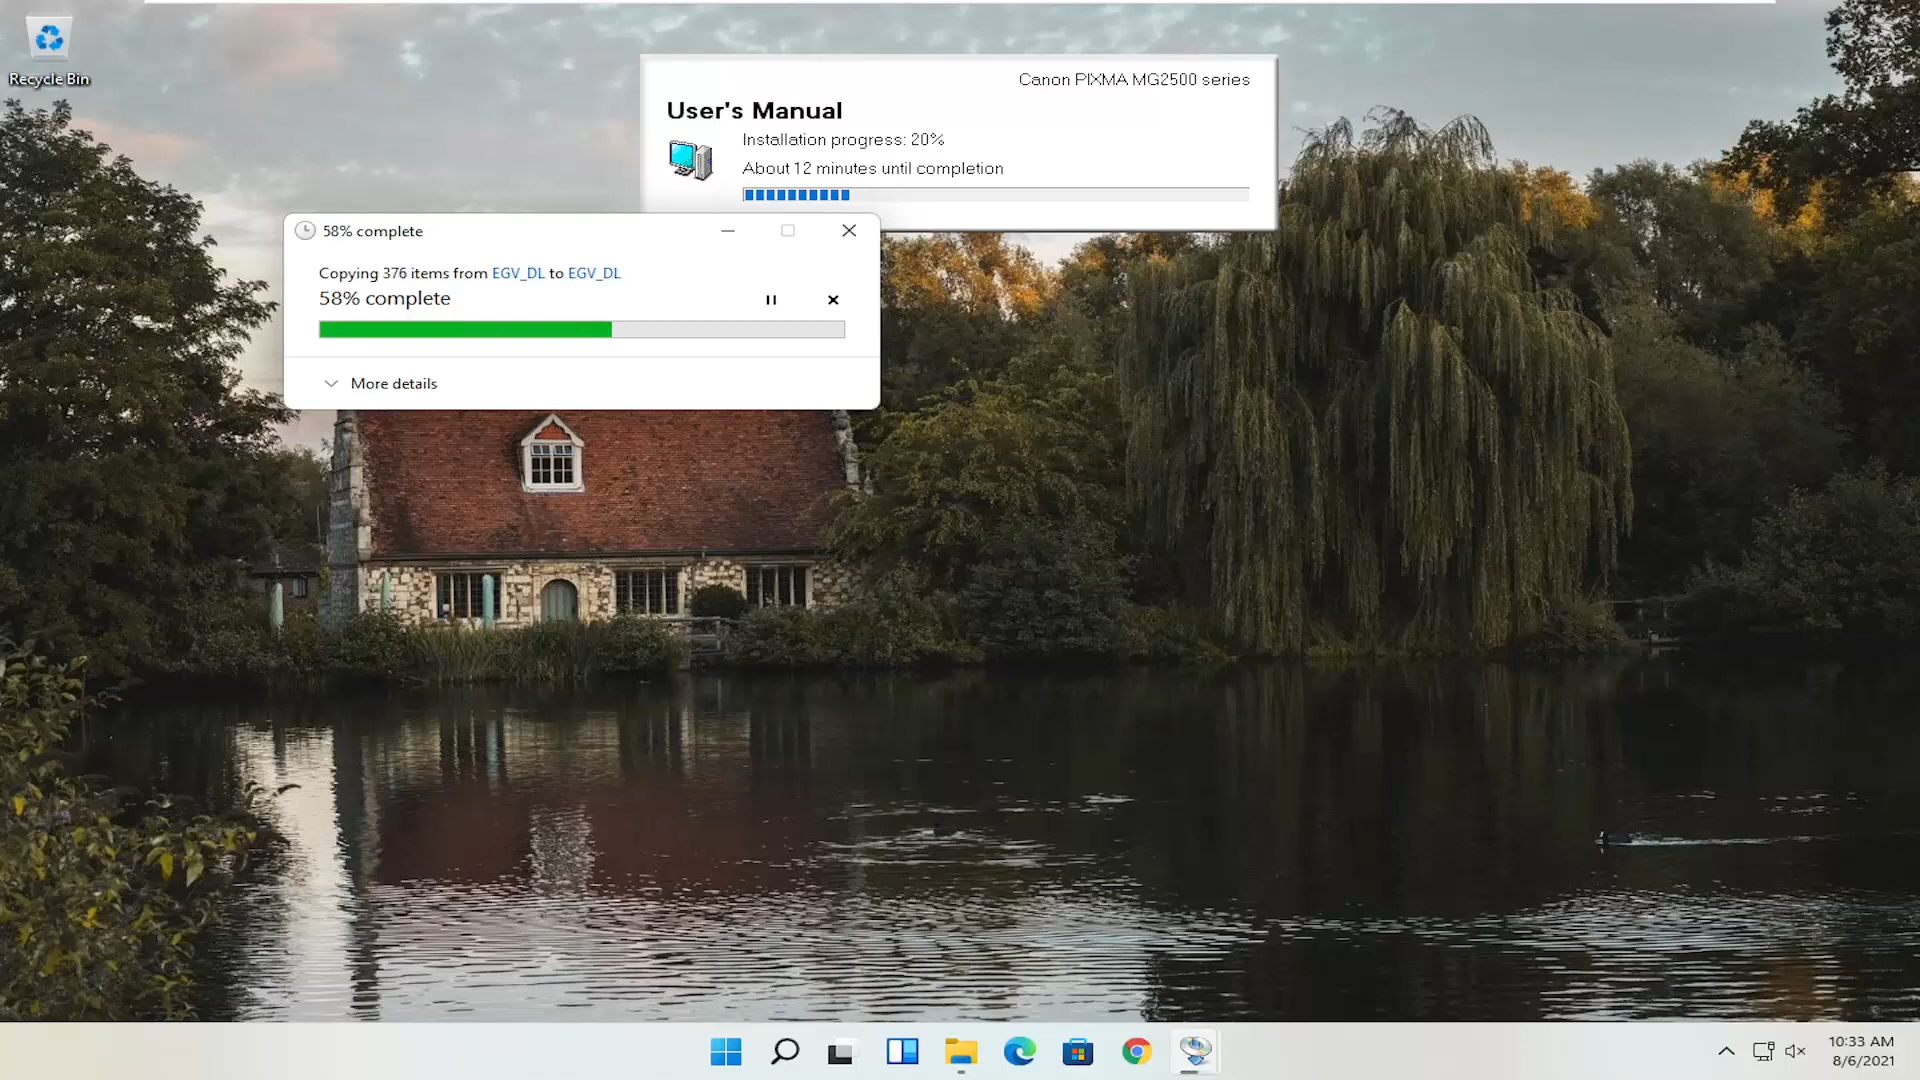 Recycle Bin
Canon PIXMA MG2500 series
User's Manual
Installation progress: 20%
About 12 minutes until completion
58% complete
Copying 376 items from EGV_DL to EGV_DL
58% complete
More details
10:33 AM
8/6/2021